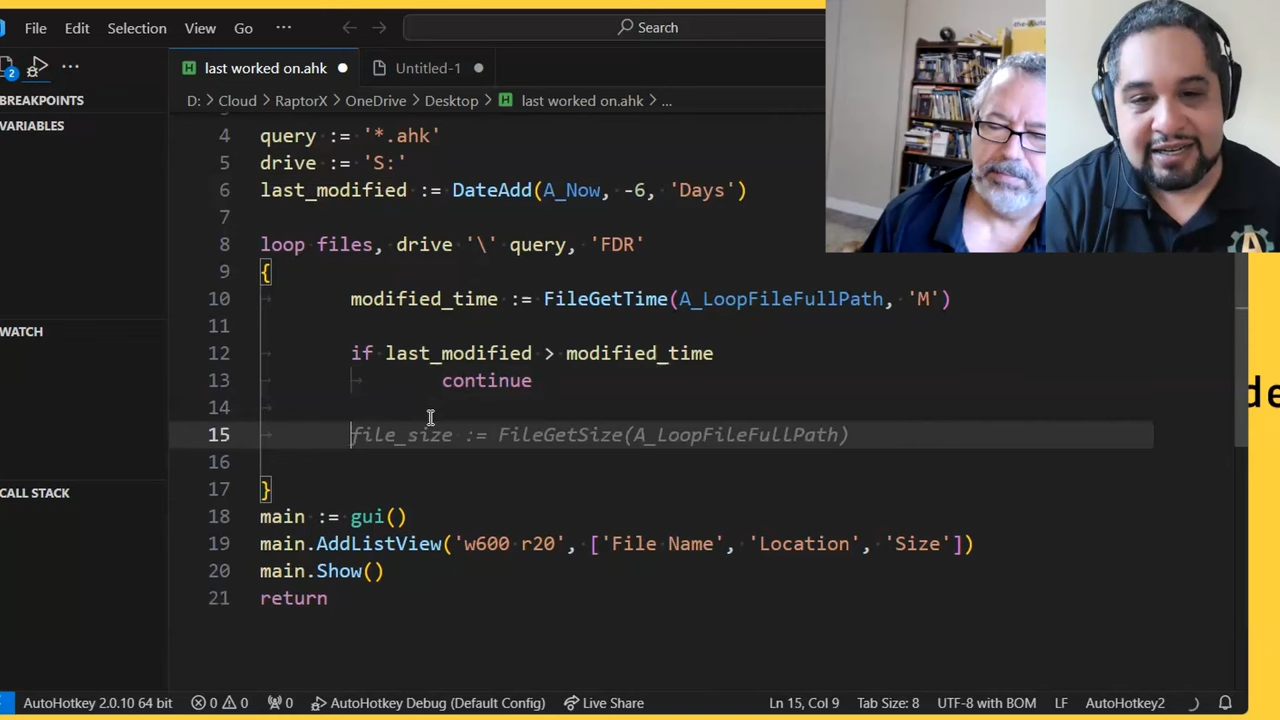 File Edit Selection View Go ··· Search
last worked on.ahk Untitled-1
D: > Cloud > RaptorX > OneDrive > Desktop > last worked on.ahk > ...
2
BREAKPOINTS
VARIABLES
WATCH
CALL STACK
4 query := '*.ahk'
5 drive := 'S:'
6 last_modified := DateAdd(A_Now, -6, 'Days')
7
8 loop files, drive '\' query, 'FDR'
9 {
10 modified_time := FileGetTime(A_LoopFileFullPath, 'M')
11
12 if last_modified > modified_time
13 continue
14
15 file_size := FileGetSize(A_LoopFileFullPath)
16
17 }
18 main := gui()
19 main.AddListView('w600 r20', ['File Name', 'Location', 'Size'])
20 main.Show()
21 return
de
AutoHotkey 2.0.10 64 bit 0 0 0 AutoHotkey Debug (Default Config) Live Share Ln 15, Col 9 Tab Size: 8 UTF-8 with BOM LF AutoHotkey2